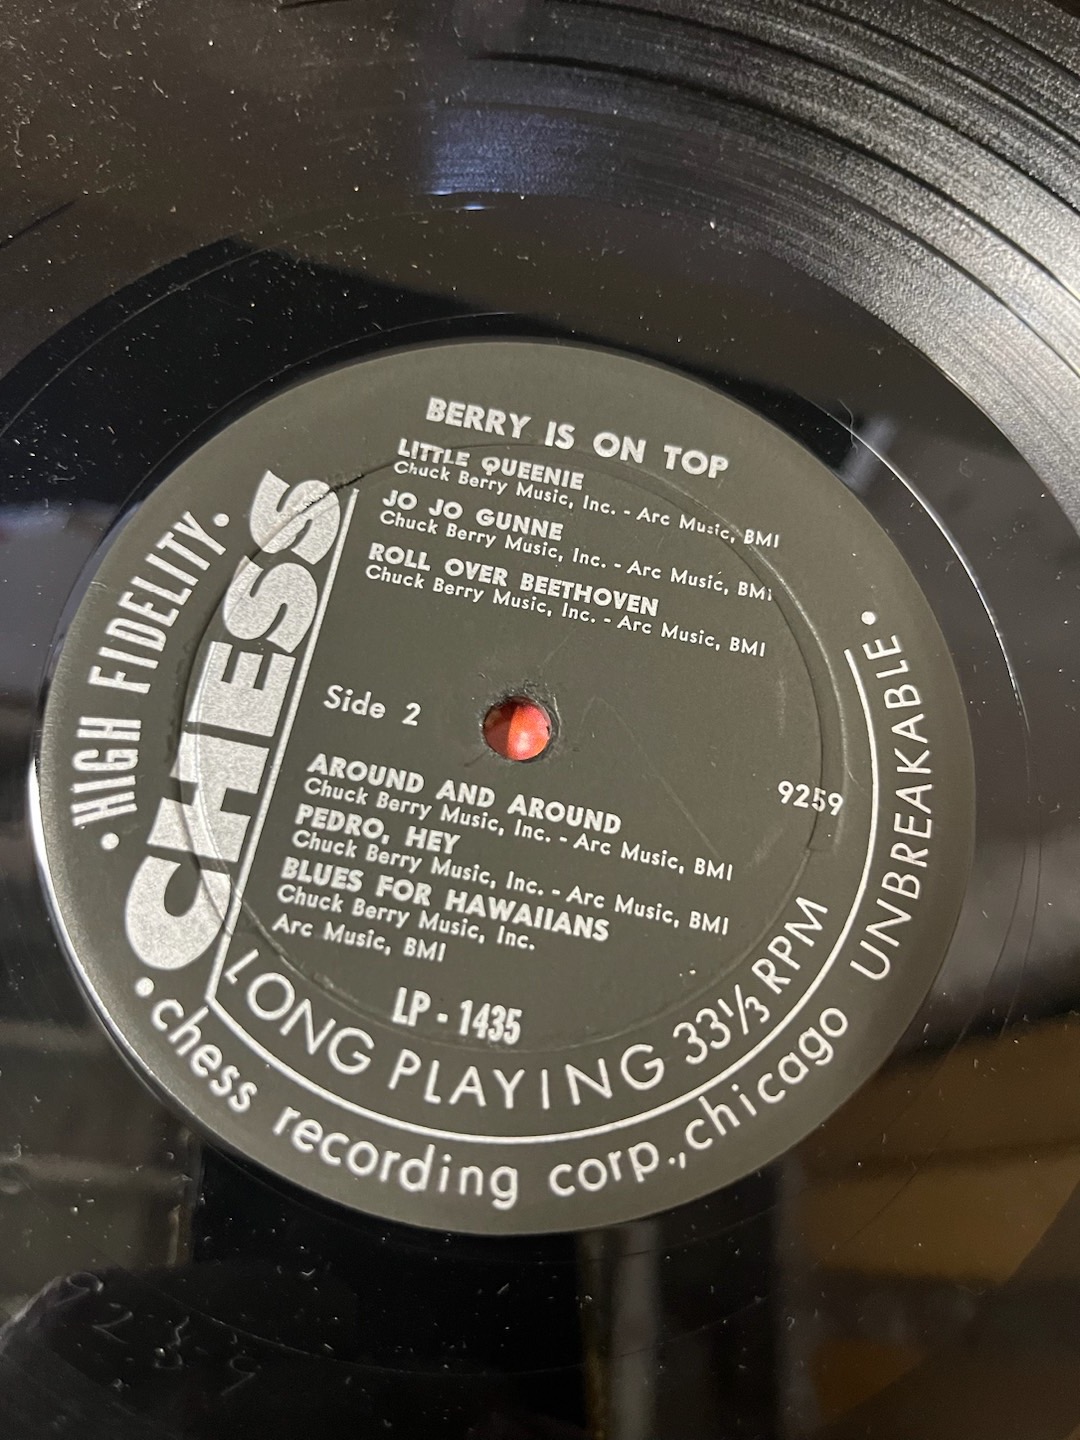 BERRY IS ON TOP
LITTLE QUEENIE
Chuck Berry Music, Inc. - Arc Music, BMI
JO JO GUNNE
Chuck Berry Music, Inc. - Arc Music, BMI
ROLL OVER BEETHOVEN
Chuck Berry Music, Inc. - Arc Music, BMI
Side 2
9259
AROUND AND AROUND
Chuck Berry Music, Inc. - Arc Music, BMI
PEDRO, HEY
Chuck Berry Music, Inc. - Arc Music, BMI
BLUES FOR HAWAIIANS
Chuck Berry Music, Inc.
Arc Music, BMI
LP - 1435
CHESS
• HIGH FIDELITY •
LONG PLAYING 33⅓ RPM
• chess recording corp., chicago UNBREAKABLE •